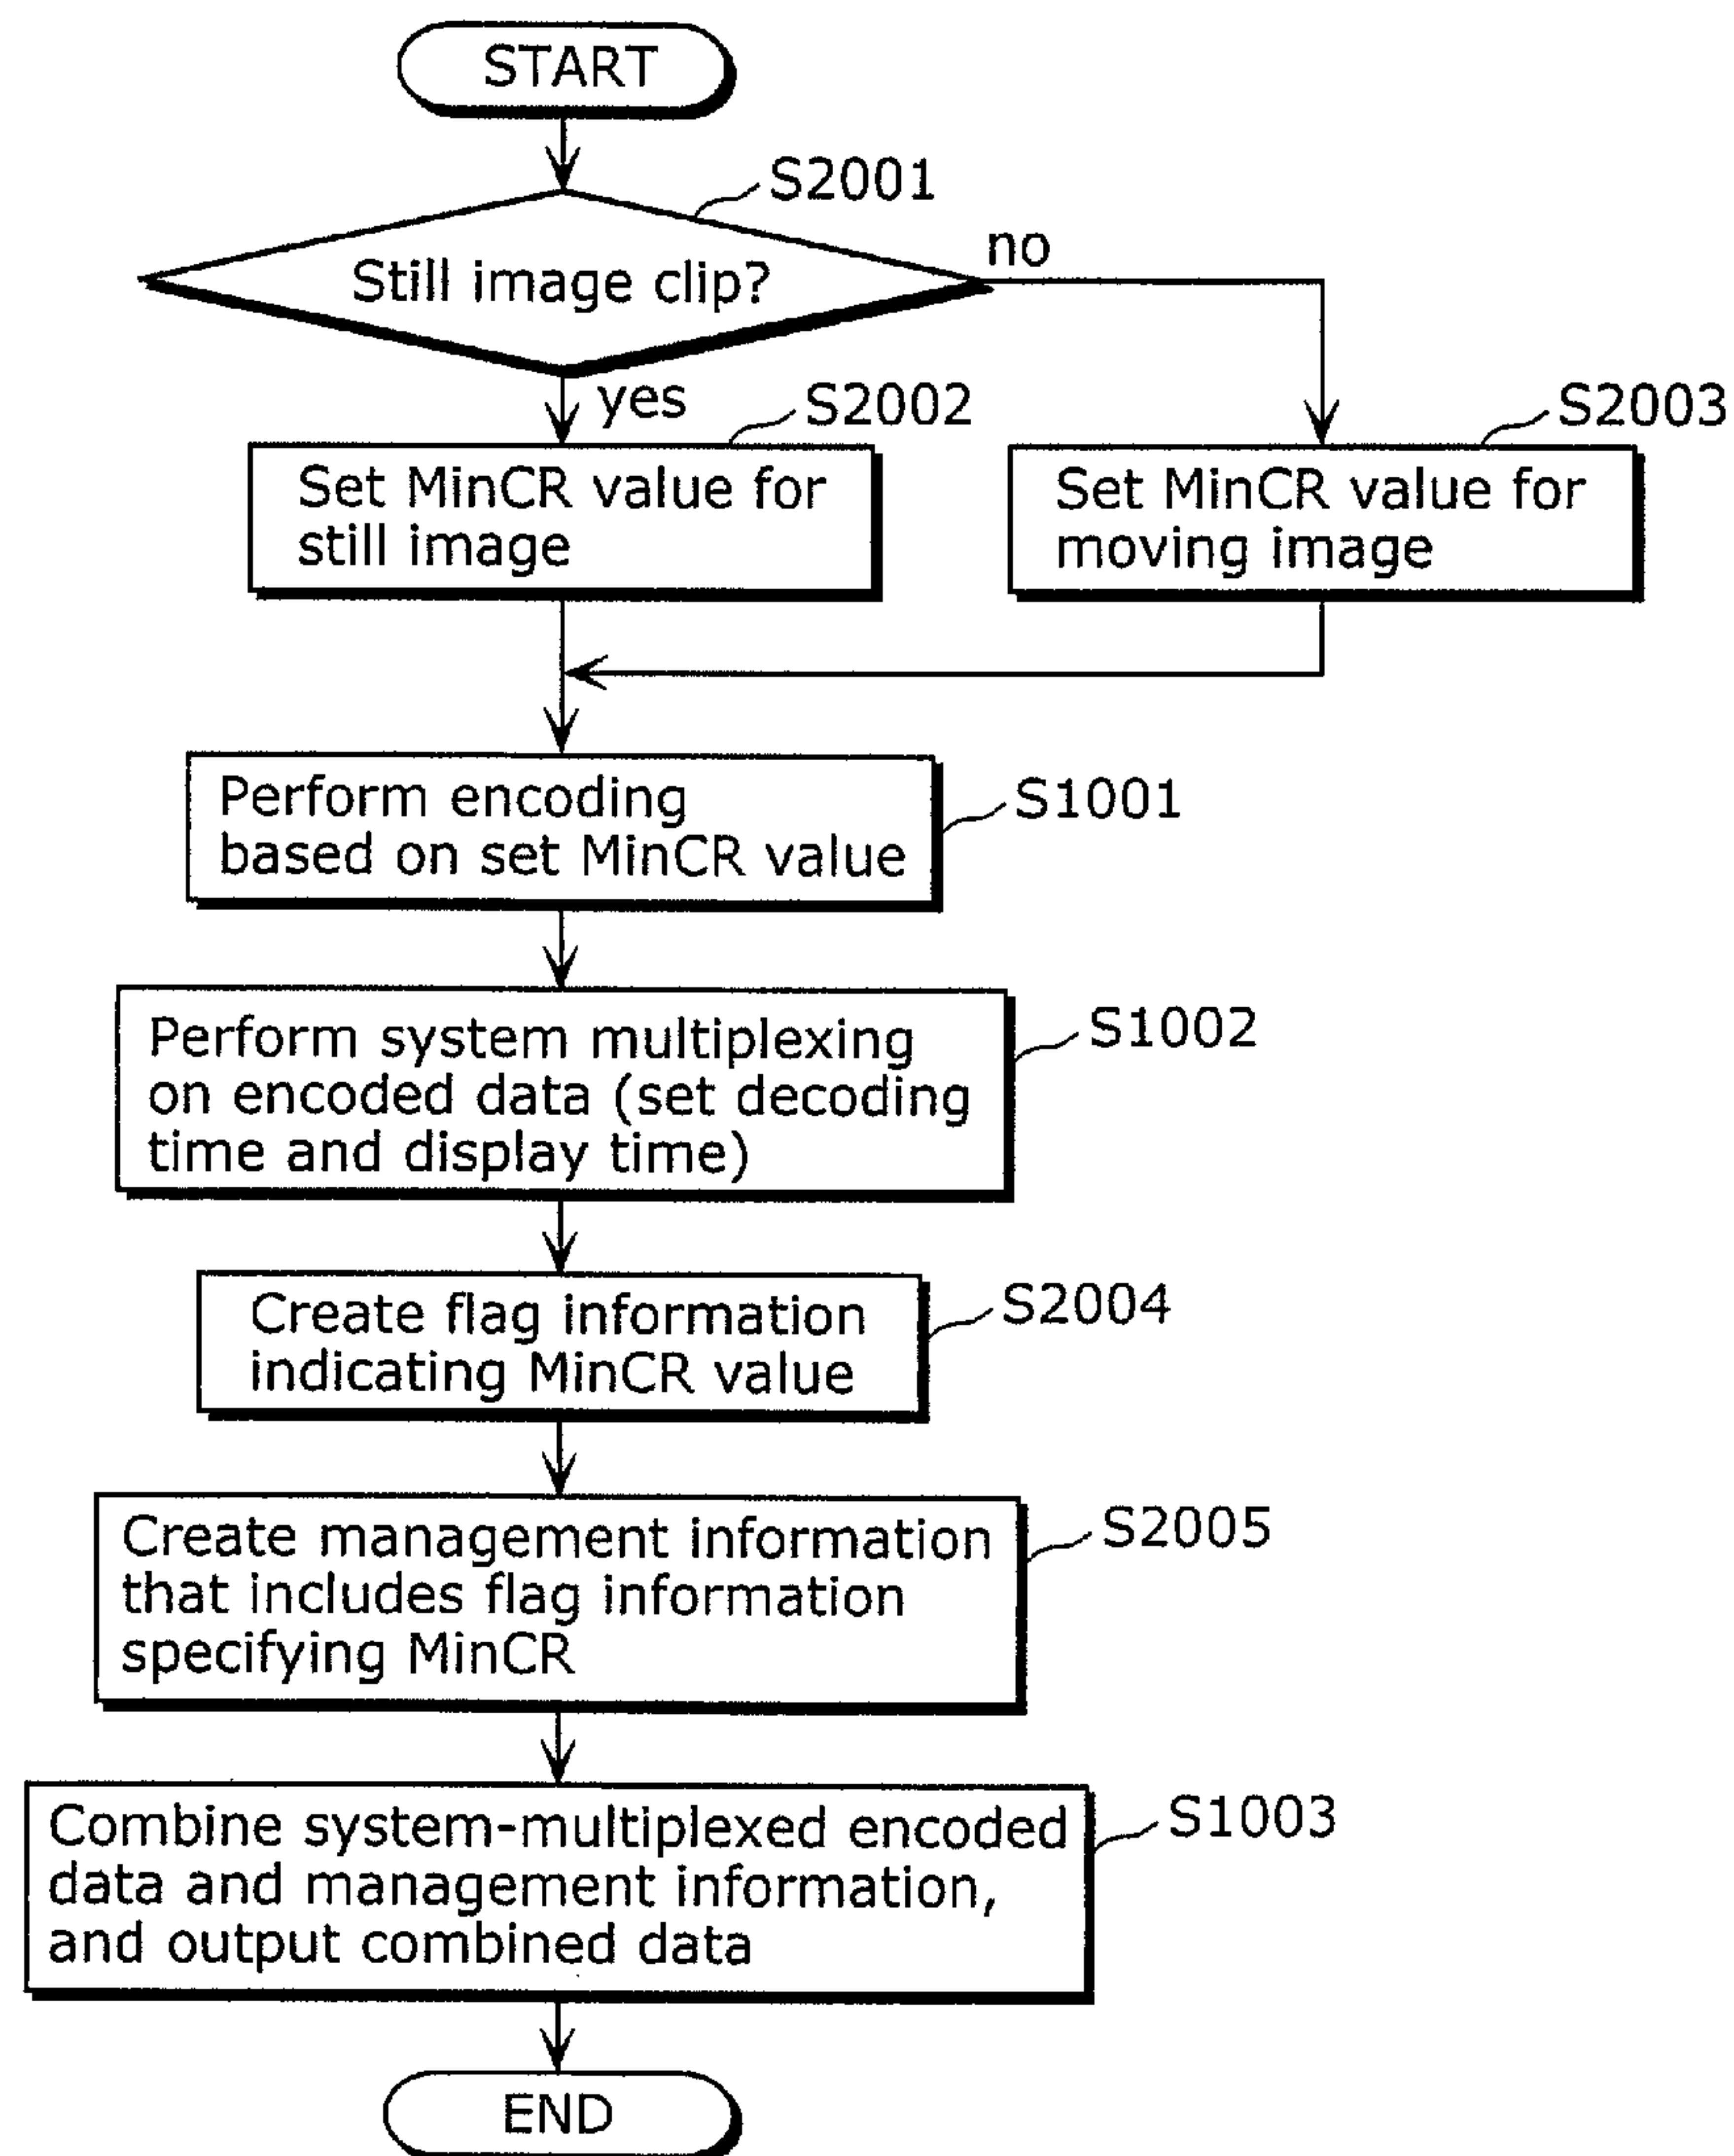 START
S2001
Still image clip?
no
yes
S2002
S2003
Set MinCR value for
still image
Set MinCR value for
moving image
Perform encoding
based on set MinCR value
S1001
Perform system multiplexing
on encoded data (set decoding
time and display time)
S1002
Create flag information
indicating MinCR value
S2004
Create management information
that includes flag information
specifying MinCR
S2005
Combine system-multiplexed encoded
data and management information,
and output combined data
S1003
END